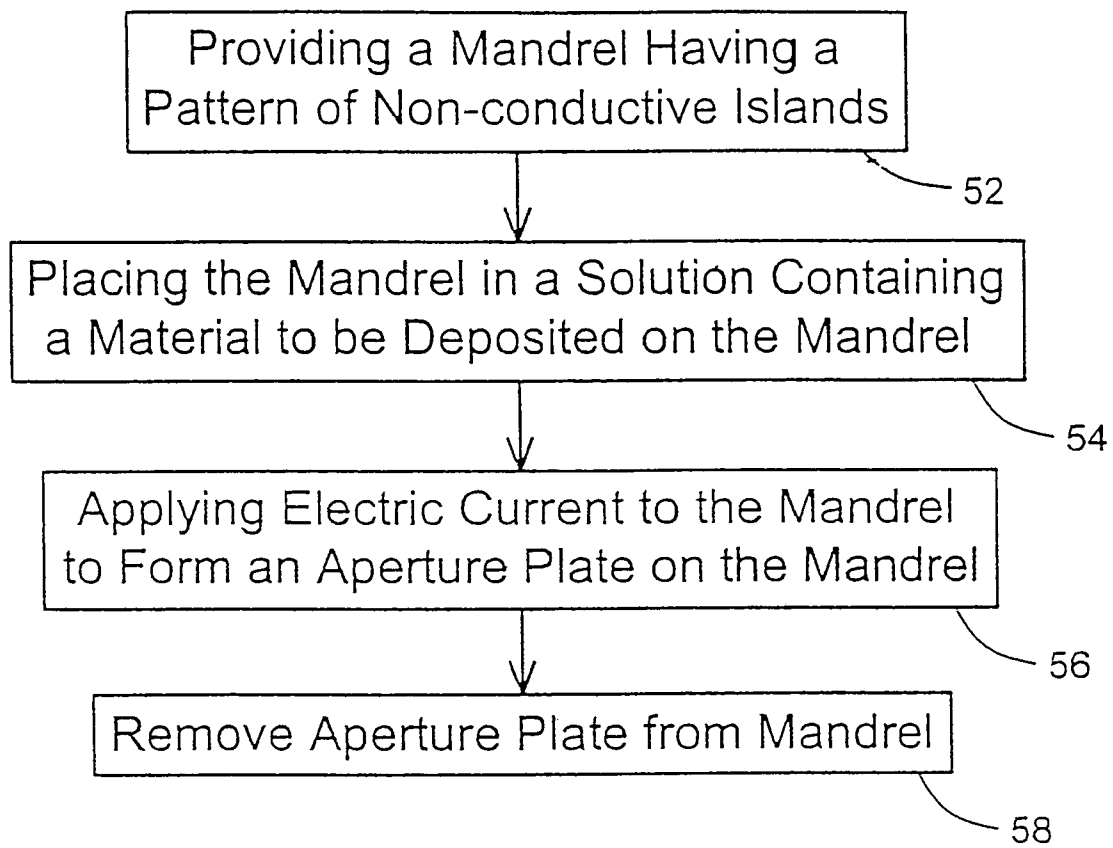 Providing a Mandrel Having a
Pattern of Non-conductive Islands
52
Placing the Mandrel in a Solution Containing
a Material to be Deposited on the Mandrel
54
Applying Electric Current to the Mandrel
to Form an Aperture Plate on the Mandrel
56
Remove Aperture Plate from Mandrel
58